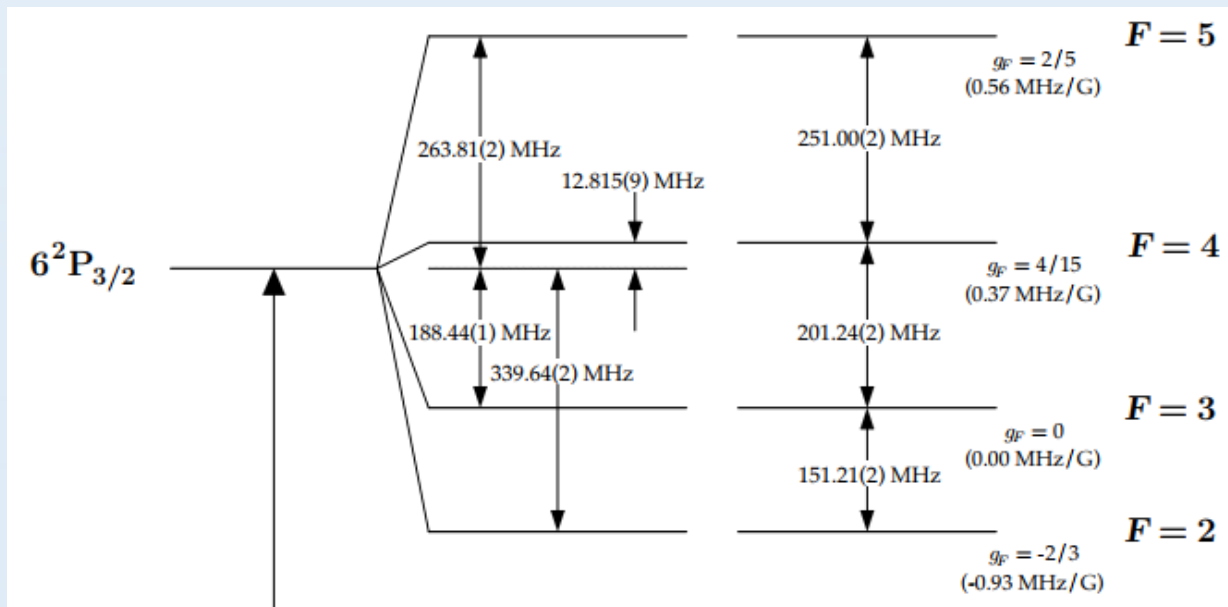 F = 5
g_F = 2/5
(0.56 MHz/G)
263.81(2) MHz
251.00(2) MHz
12.815(9) MHz
6²P₃/₂
F = 4
g_F = 4/15
(0.37 MHz/G)
188.44(1) MHz
201.24(2) MHz
339.64(2) MHz
F = 3
g_F = 0
(0.00 MHz/G)
151.21(2) MHz
F = 2
g_F = -2/3
(-0.93 MHz/G)